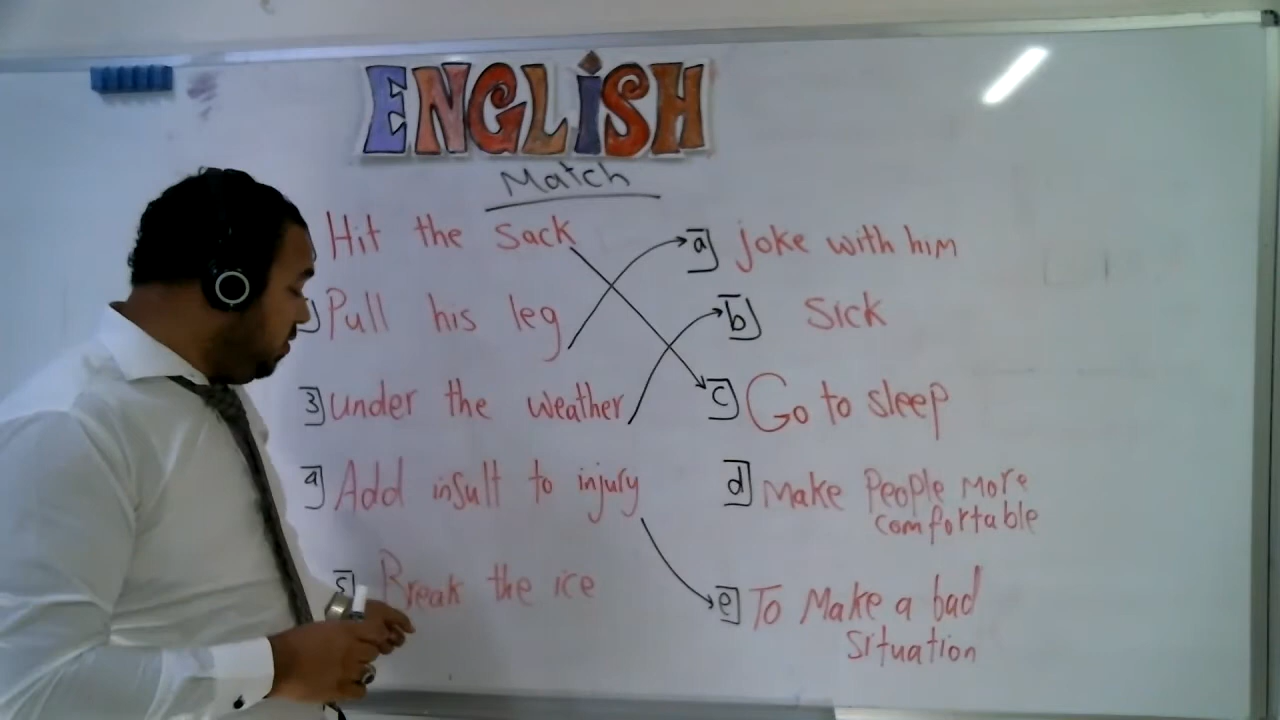 ENGLiSH
Match
Hit the sack
a] joke with him
Pull his leg
b] Sick
3] under the weather
c] Go to sleep
4] Add insult to injury
d] Make People More
comfortable
5] Break the ice
e] To Make a bad
Situation